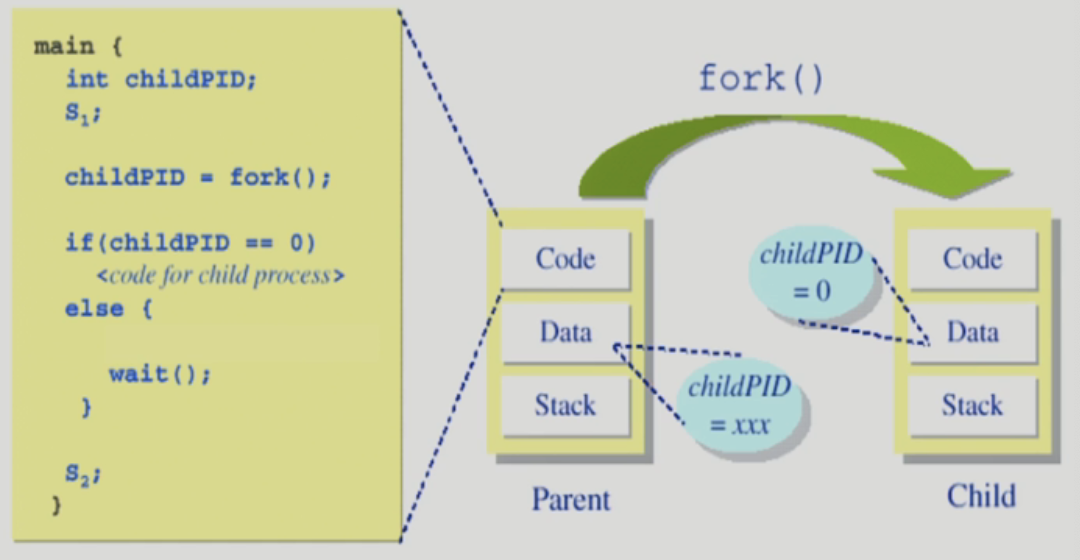 main {
int childPID;
S₁;
childPID = fork();
if(childPID == 0)
<code for child process>
else {
wait();
}
S₂;
}
fork()
Code
Data
Stack
Parent
childPID
= xxx
childPID
= 0
Code
Data
Stack
Child